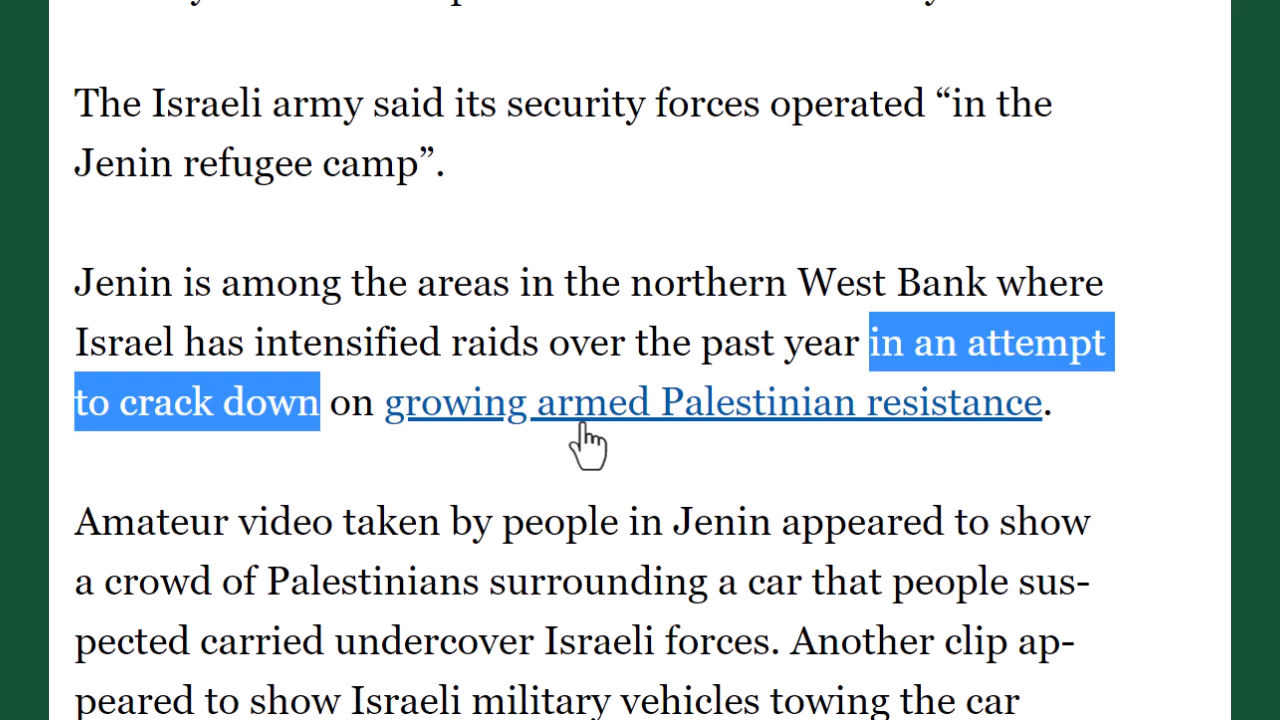 The Israeli army said its security forces operated “in the
Jenin refugee camp”.
Jenin is among the areas in the northern West Bank where
Israel has intensified raids over the past year in an attempt
to crack down on growing armed Palestinian resistance.
Amateur video taken by people in Jenin appeared to show
a crowd of Palestinians surrounding a car that people sus-
pected carried undercover Israeli forces. Another clip ap-
peared to show Israeli military vehicles towing the car